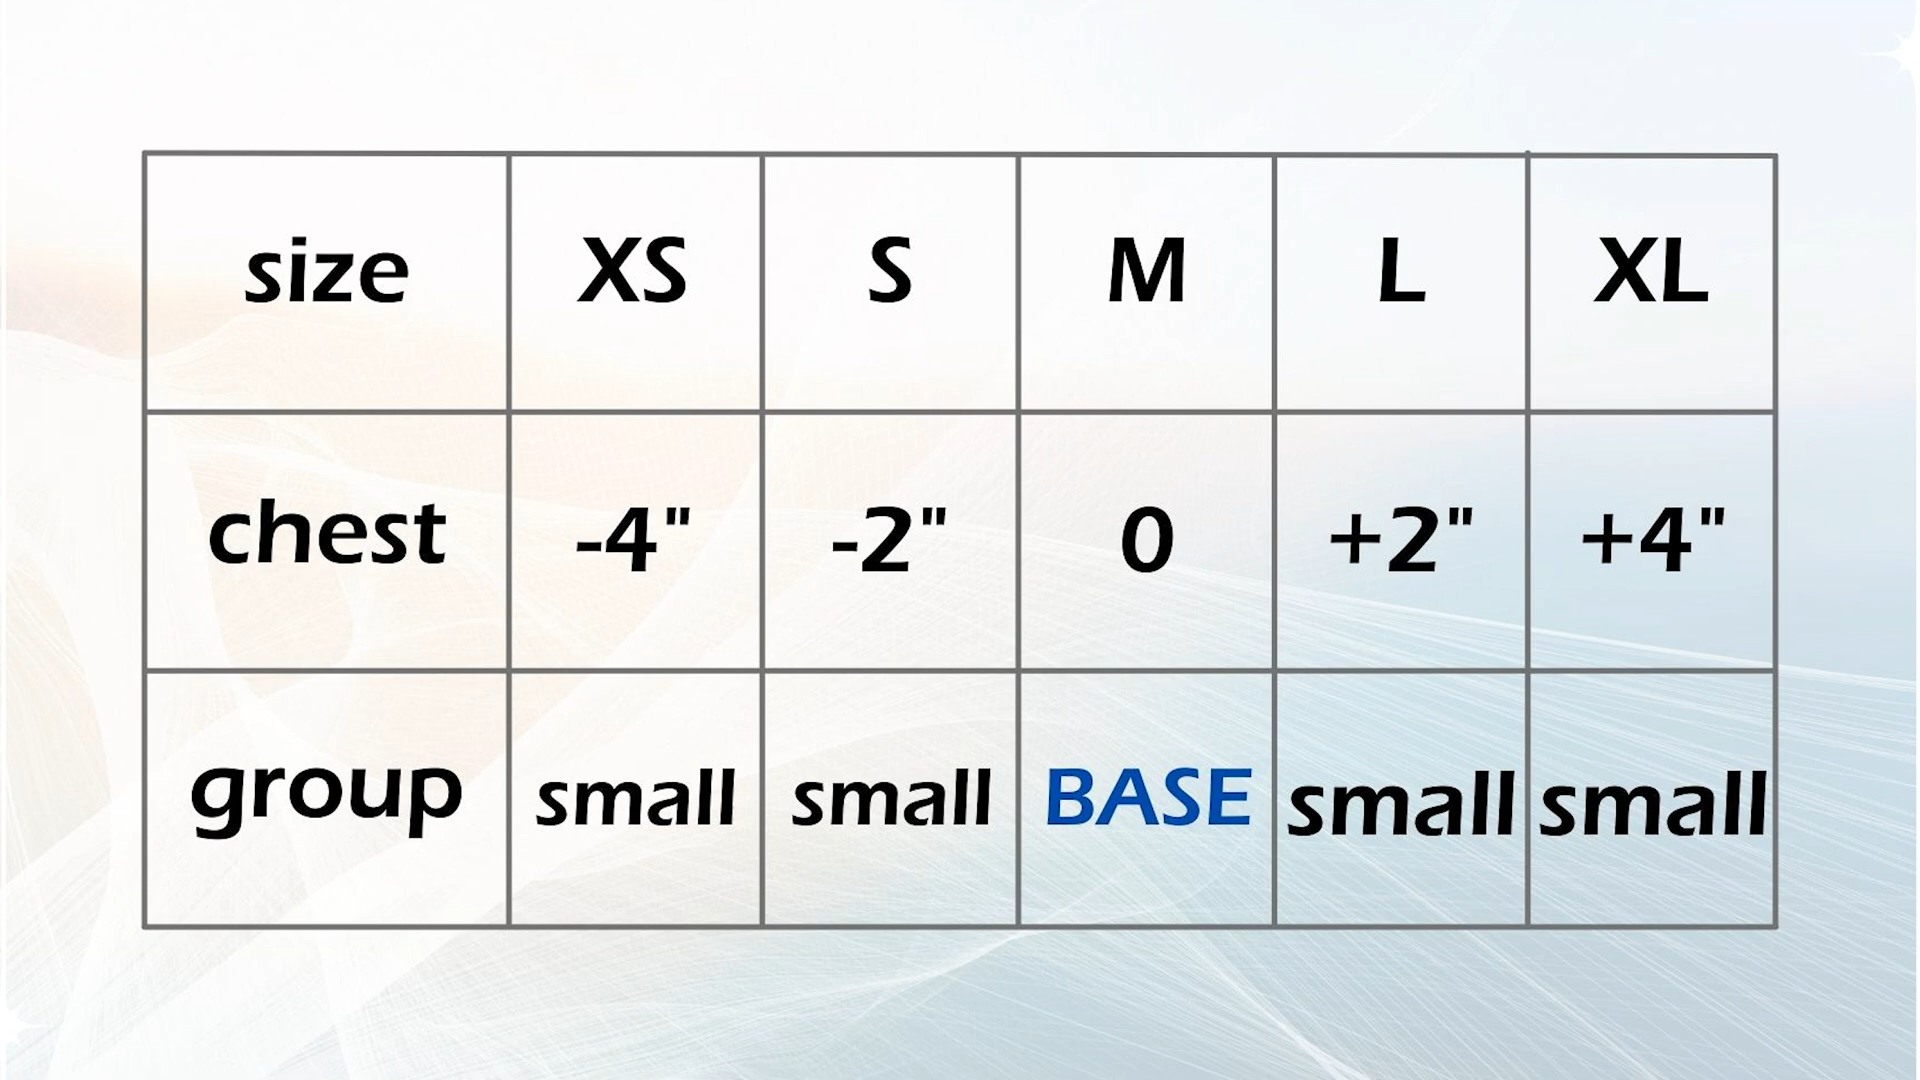 size XS S M L XL
chest -4" -2" 0 +2" +4"
group small small BASE small small